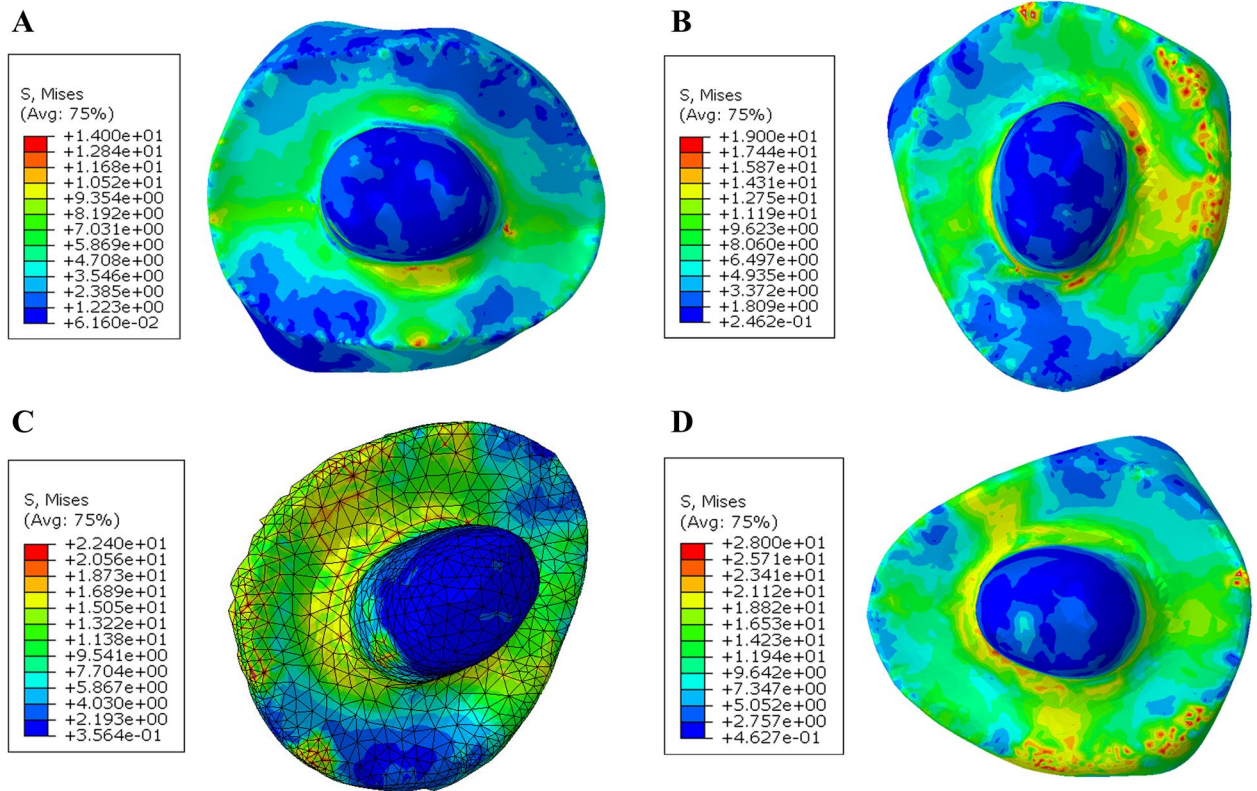 A
S, Mises
(Avg: 75%)
+1.400e+01
+1.284e+01
+1.168e+01
+1.052e+01
+9.354e+00
+8.192e+00
+7.031e+00
+5.869e+00
+4.708e+00
+3.546e+00
+2.385e+00
+1.223e+00
+6.160e-02
B
S, Mises
(Avg: 75%)
+1.900e+01
+1.744e+01
+1.587e+01
+1.431e+01
+1.275e+01
+1.119e+01
+9.623e+00
+8.060e+00
+6.497e+00
+4.935e+00
+3.372e+00
+1.809e+00
+2.462e-01
C
S, Mises
(Avg: 75%)
+2.240e+01
+2.056e+01
+1.873e+01
+1.689e+01
+1.505e+01
+1.322e+01
+1.138e+01
+9.541e+00
+7.704e+00
+5.867e+00
+4.030e+00
+2.193e+00
+3.564e-01
D
S, Mises
(Avg: 75%)
+2.800e+01
+2.571e+01
+2.341e+01
+2.112e+01
+1.882e+01
+1.653e+01
+1.423e+01
+1.194e+01
+9.642e+00
+7.347e+00
+5.052e+00
+2.757e+00
+4.627e-01